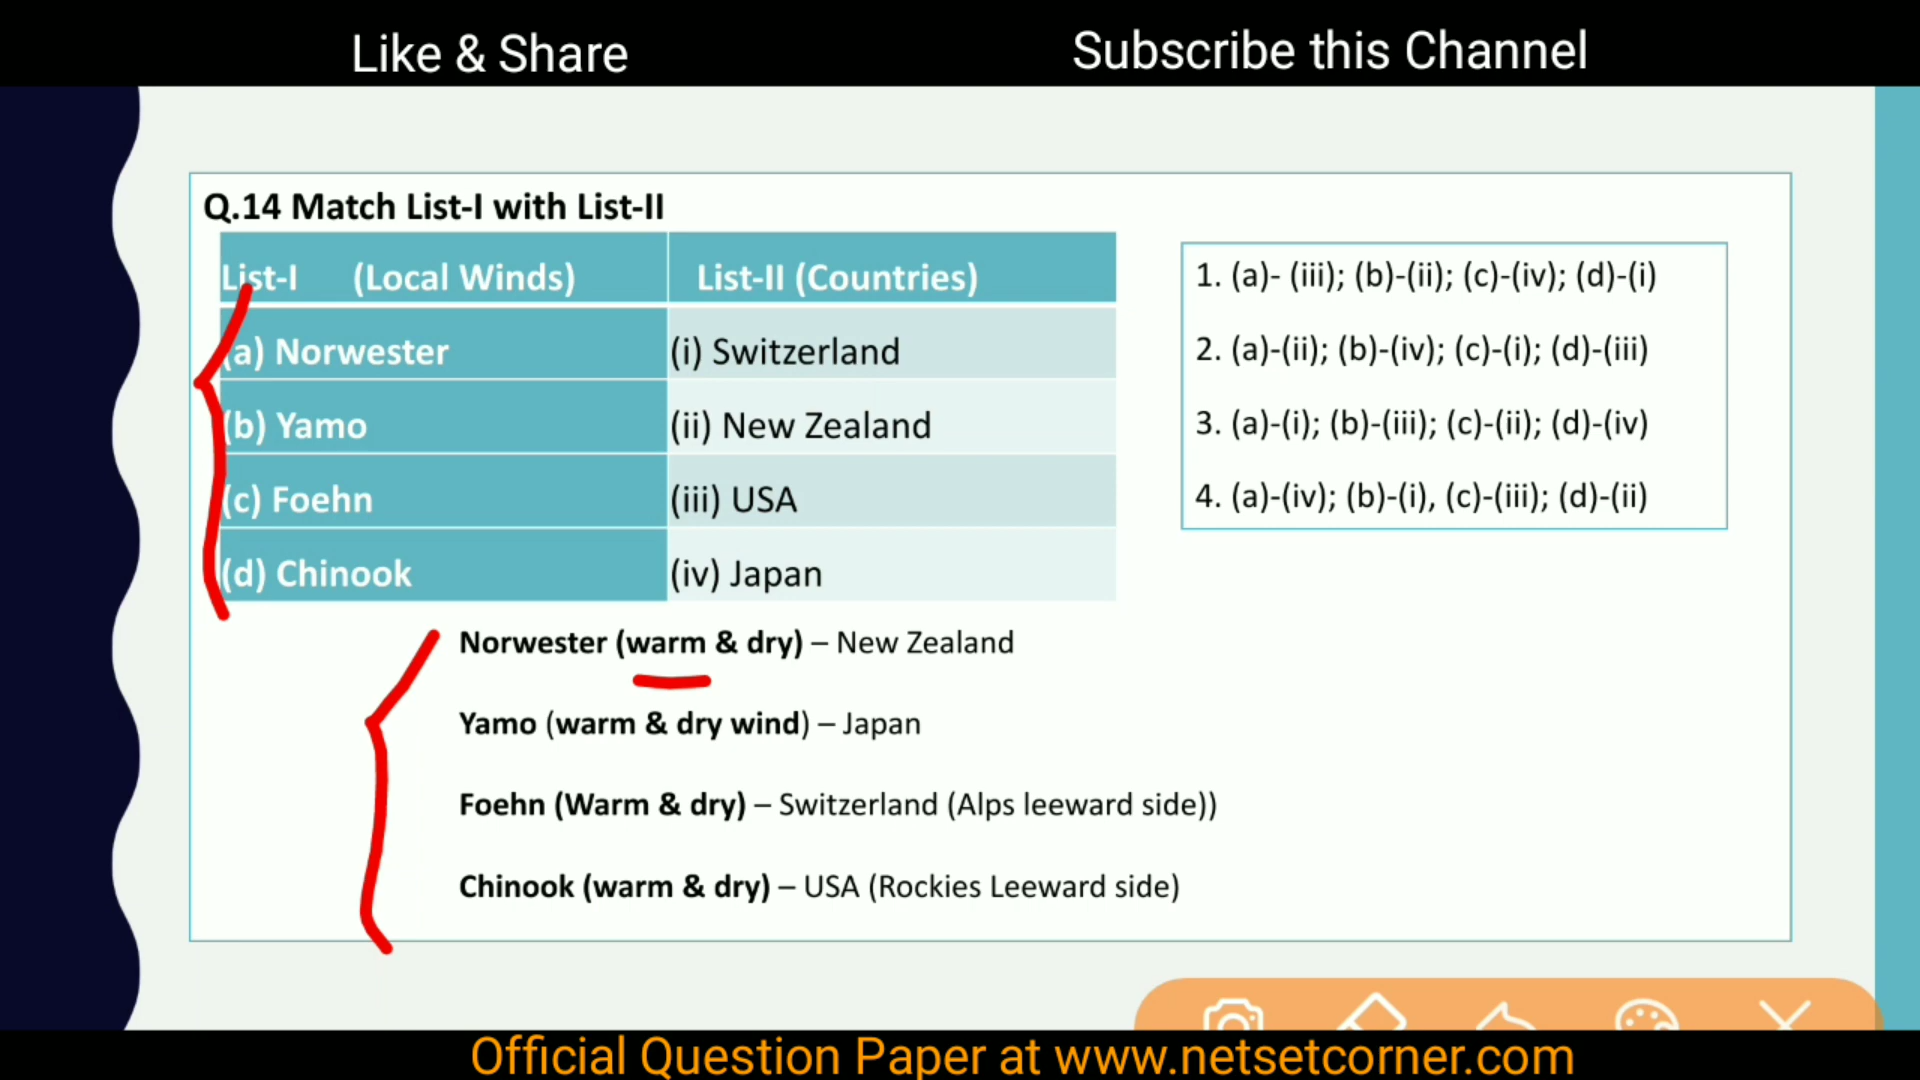 Like & Share
Subscribe this Channel
Q.14 Match List-I with List-II
List-I (Local Winds) List-II (Countries)
(a) Norwester (i) Switzerland
(b) Yamo (ii) New Zealand
(c) Foehn (iii) USA
(d) Chinook (iv) Japan
1. (a)- (iii); (b)-(ii); (c)-(iv); (d)-(i)
2. (a)-(ii); (b)-(iv); (c)-(i); (d)-(iii)
3. (a)-(i); (b)-(iii); (c)-(ii); (d)-(iv)
4. (a)-(iv); (b)-(i), (c)-(iii); (d)-(ii)
Norwester (warm & dry) – New Zealand
Yamo (warm & dry wind) – Japan
Foehn (Warm & dry) – Switzerland (Alps leeward side))
Chinook (warm & dry) – USA (Rockies Leeward side)
Official Question Paper at www.netsetcorner.com